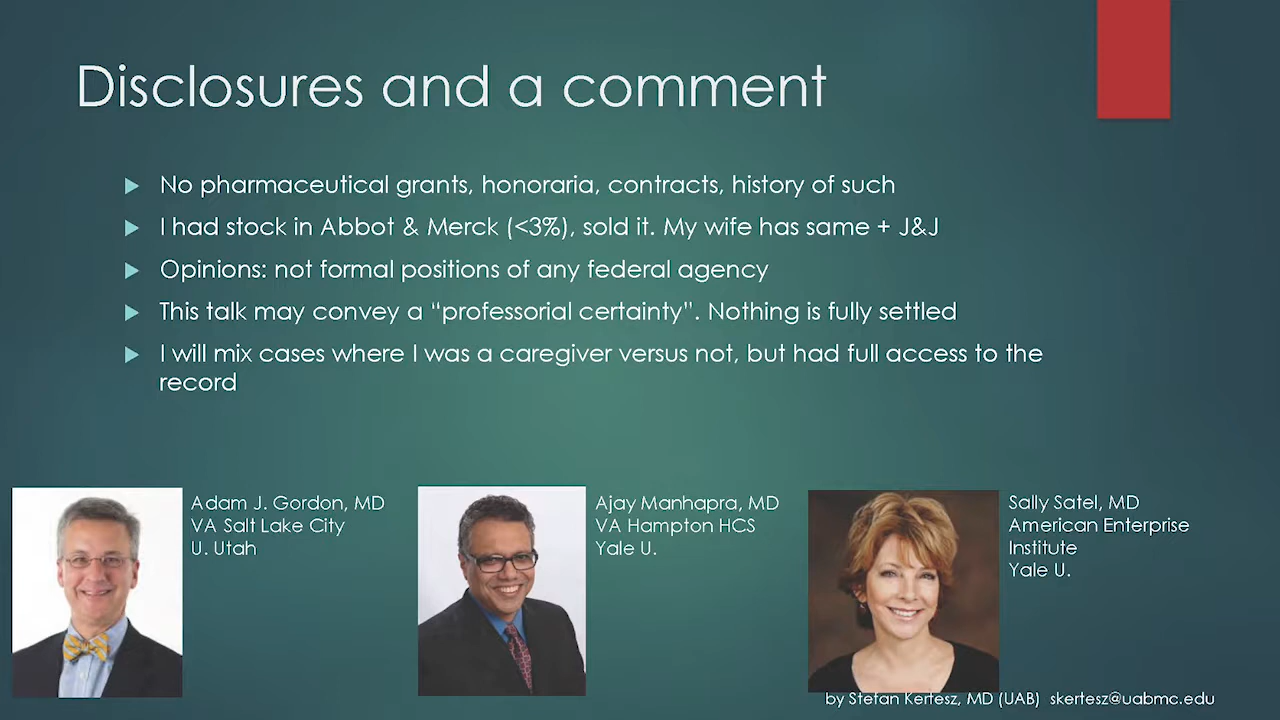 Disclosures and a comment
No pharmaceutical grants, honoraria, contracts, history of such
I had stock in Abbot & Merck (<3%), sold it. My wife has same + J&J
Opinions: not formal positions of any federal agency
This talk may convey a “professorial certainty”. Nothing is fully settled
I will mix cases where I was a caregiver versus not, but had full access to the
record
Adam J. Gordon, MD
VA Salt Lake City
U. Utah
Ajay Manhapra, MD
VA Hampton HCS
Yale U.
Sally Satel, MD
American Enterprise
Institute
Yale U.
by Stefan Kertesz, MD (UAB) skertesz@uabmc.edu